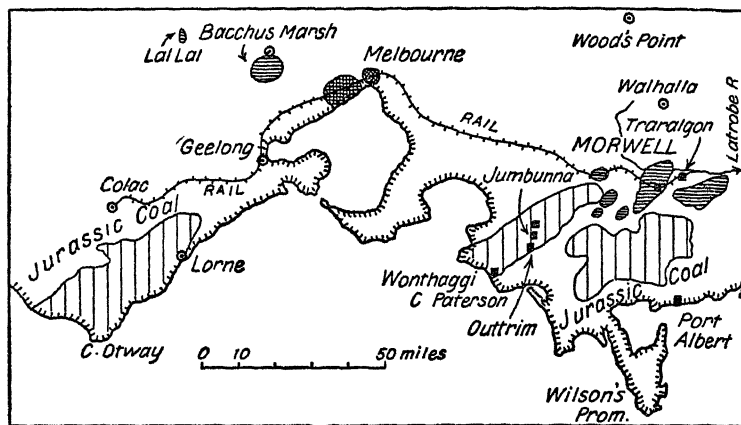 Bacchus Marsh
Lal Lal
Melbourne
Wood's Point
Walhalla
Traralgon
MORWELL
Latrobe R
RAIL
Geelong
Jumbunna
Colac
RAIL
Jurassic Coal
Lorne
Wonthaggi
C Paterson
Outtrim
Jurassic Coal
Port
Albert
C. Otway
0 10 50 miles
Wilson's
Prom.